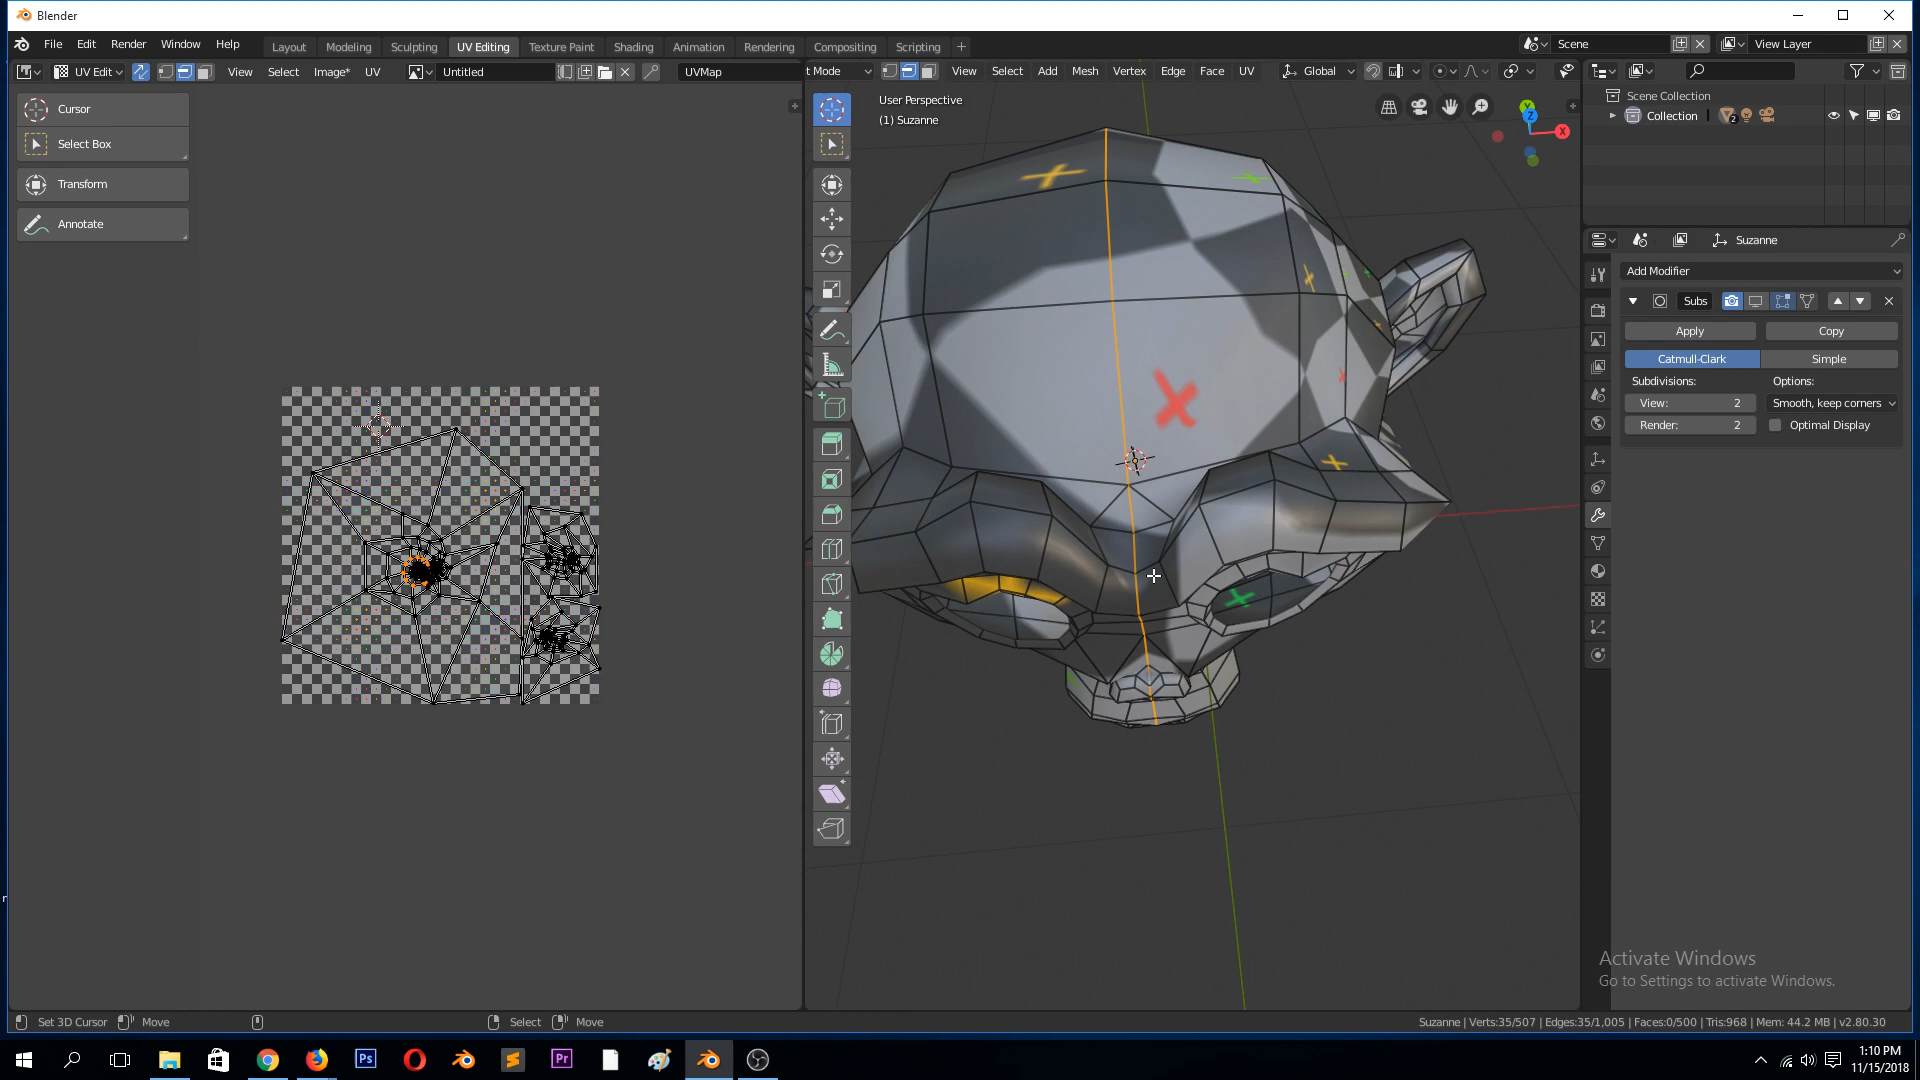 Blender
File Edit Render Window Help
Layout Modeling Sculpting UV Editing Texture Paint Shading Animation Rendering Compositing Scripting
Scene
View Layer
UV Edit View Select Image* UV Untitled UVMap
t Mode View Select Add Mesh Vertex Edge Face UV Global
Cursor
Select Box
Transform
Annotate
User Perspective
(1) Suzanne
Y
Z
X
Scene Collection
Collection 2
Suzanne
Add Modifier
Subs
Apply Copy
Catmull-Clark Simple
Subdivisions: Options:
View: 2 Smooth, keep corners
Render: 2 Optimal Display
Activate Windows
Go to Settings to activate Windows.
Set 3D Cursor Move Select Move
Suzanne | Verts:35/507 | Edges:35/1,005 | Faces:0/500 | Tris:968 | Mem: 44.2 MB | v2.80.30
Ps
Pr
1:10 PM
11/15/2018